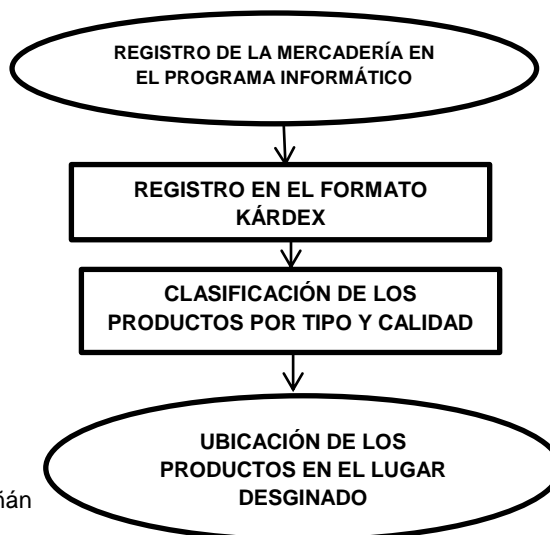 REGISTRO DE LA MERCADERÍA EN
EL PROGRAMA INFORMÁTICO
REGISTRO EN EL FORMATO
KÁRDEX
CLASIFICACIÓN DE LOS
PRODUCTOS POR TIPO Y CALIDAD
UBICACIÓN DE LOS
PRODUCTOS EN EL LUGAR
DESGINADO